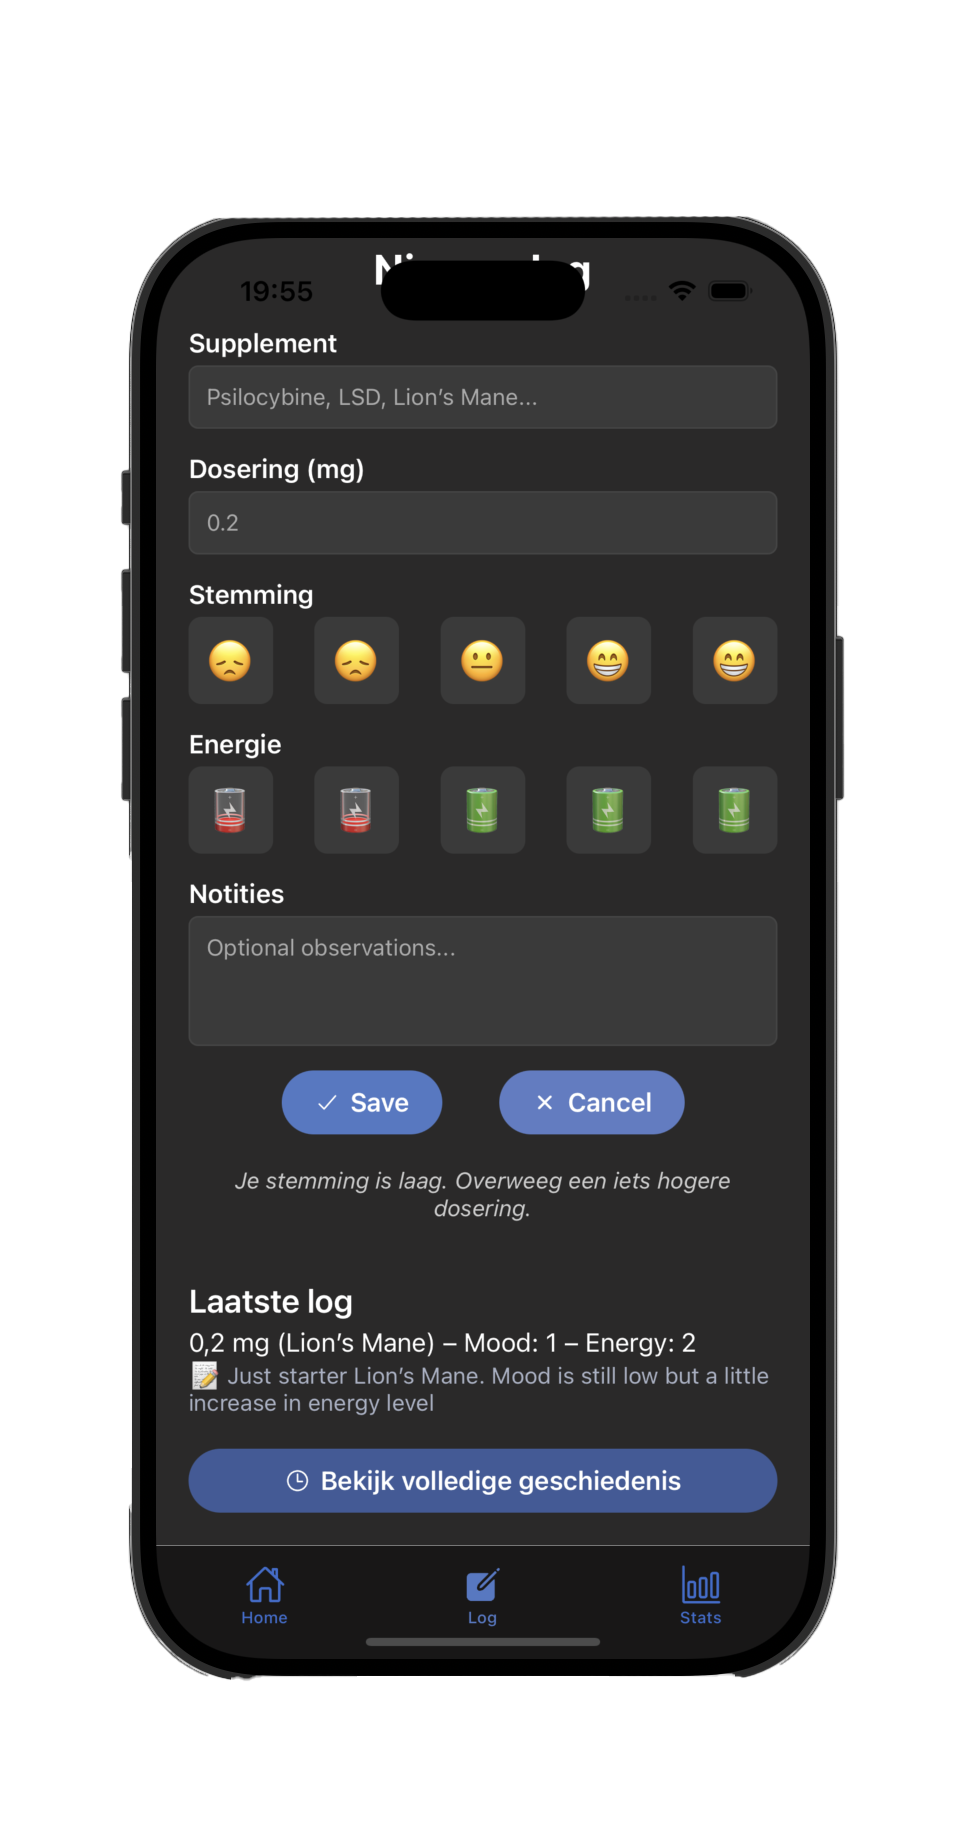 19:55
Supplement
Psilocybine, LSD, Lion’s Mane...
Dosering (mg)
0.2
Stemming
Energie
Notities
Optional observations...
Save
Cancel
Je stemming is laag. Overweeg een iets hogere
dosering.
Laatste log
0,2 mg (Lion’s Mane) – Mood: 1 – Energy: 2
Just starter Lion’s Mane. Mood is still low but a little
increase in energy level
Bekijk volledige geschiedenis
Home
Log
Stats